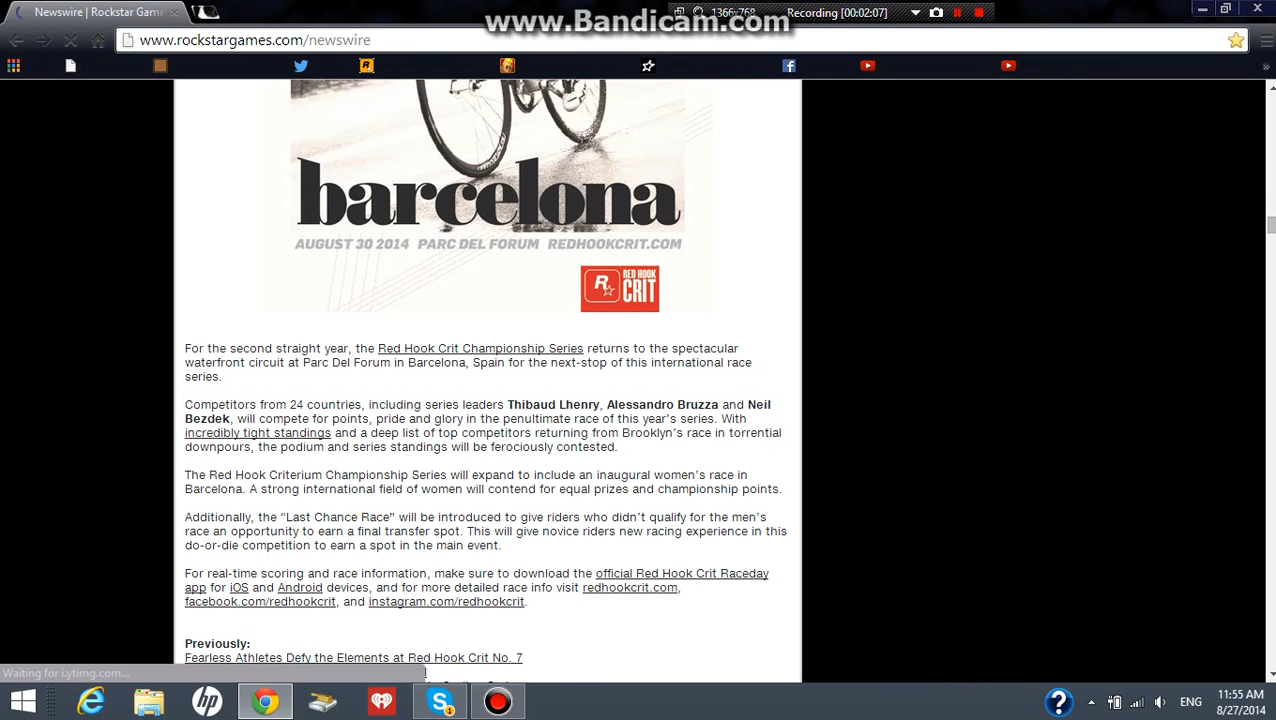 Newswire | Rockstar Game
www.Bandicam.com
1366x768
Recording [00:02:07]
www.rockstargames.com/newswire
barcelona
AUGUST 30 2014 PARC DEL FORUM REDHOOKCRIT.COM
R
RED HOOK
CRIT
For the second straight year, the Red Hook Crit Championship Series returns to the spectacular
waterfront circuit at Parc Del Forum in Barcelona, Spain for the next-stop of this international race
series.
Competitors from 24 countries, including series leaders Thibaud Lhenry, Alessandro Bruzza and Neil
Bezdek, will compete for points, pride and glory in the penultimate race of this year's series. With
incredibly tight standings and a deep list of top competitors returning from Brooklyn's race in torrential
downpours, the podium and series standings will be ferociously contested.
The Red Hook Criterium Championship Series will expand to include an inaugural women's race in
Barcelona. A strong international field of women will contend for equal prizes and championship points.
Additionally, the “Last Chance Race” will be introduced to give riders who didn't qualify for the men's
race an opportunity to earn a final transfer spot. This will give novice riders new racing experience in this
do-or-die competition to earn a spot in the main event.
For real-time scoring and race information, make sure to download the official Red Hook Crit Raceday
app for iOS and Android devices, and for more detailed race info visit redhookcrit.com,
facebook.com/redhookcrit, and instagram.com/redhookcrit.
Previously:
Fearless Athletes Defy the Elements at Red Hook Crit No. 7
Waiting for i.ytimg.com...
ENG
11:55 AM
8/27/2014